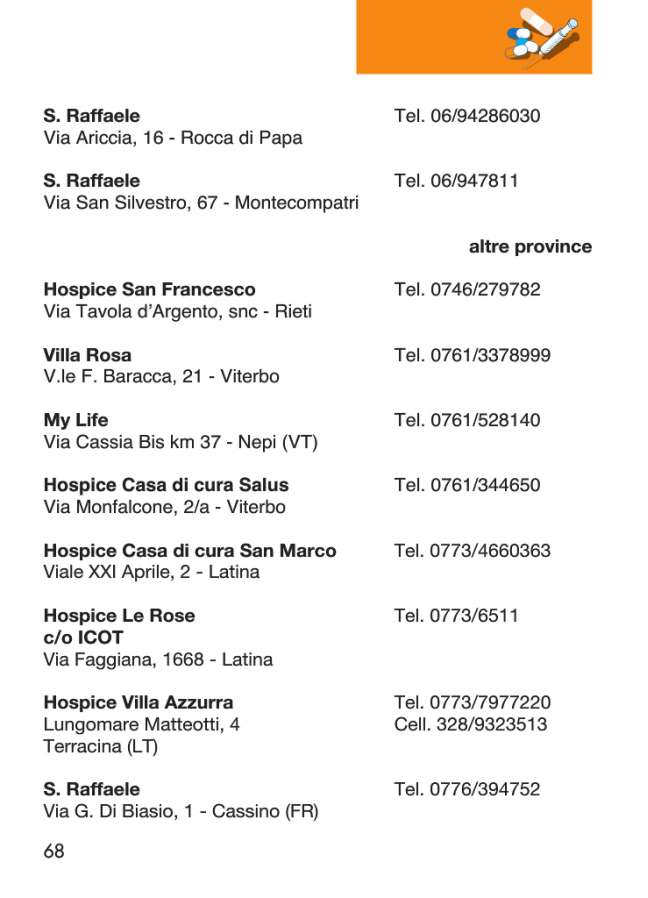 S. Raffaele Tel. 06/94286030
Via Ariccia, 16 - Rocca di Papa
S. Raffaele Tel. 06/947811
Via San Silvestro, 67 - Montecompatri
altre province
Hospice San Francesco Tel. 0746/279782
Via Tavola d’Argento, snc - Rieti
Villa Rosa Tel. 0761/3378999
V.le F. Baracca, 21 - Viterbo
My Life Tel. 0761/528140
Via Cassia Bis km 37 - Nepi (VT)
Hospice Casa di cura Salus Tel. 0761/344650
Via Monfalcone, 2/a - Viterbo
Hospice Casa di cura San Marco Tel. 0773/4660363
Viale XXI Aprile, 2 - Latina
Hospice Le Rose Tel. 0773/6511
c/o ICOT
Via Faggiana, 1668 - Latina
Hospice Villa Azzurra Tel. 0773/7977220
Lungomare Matteotti, 4 Cell. 328/9323513
Terracina (LT)
S. Raffaele Tel. 0776/394752
Via G. Di Biasio, 1 - Cassino (FR)
68